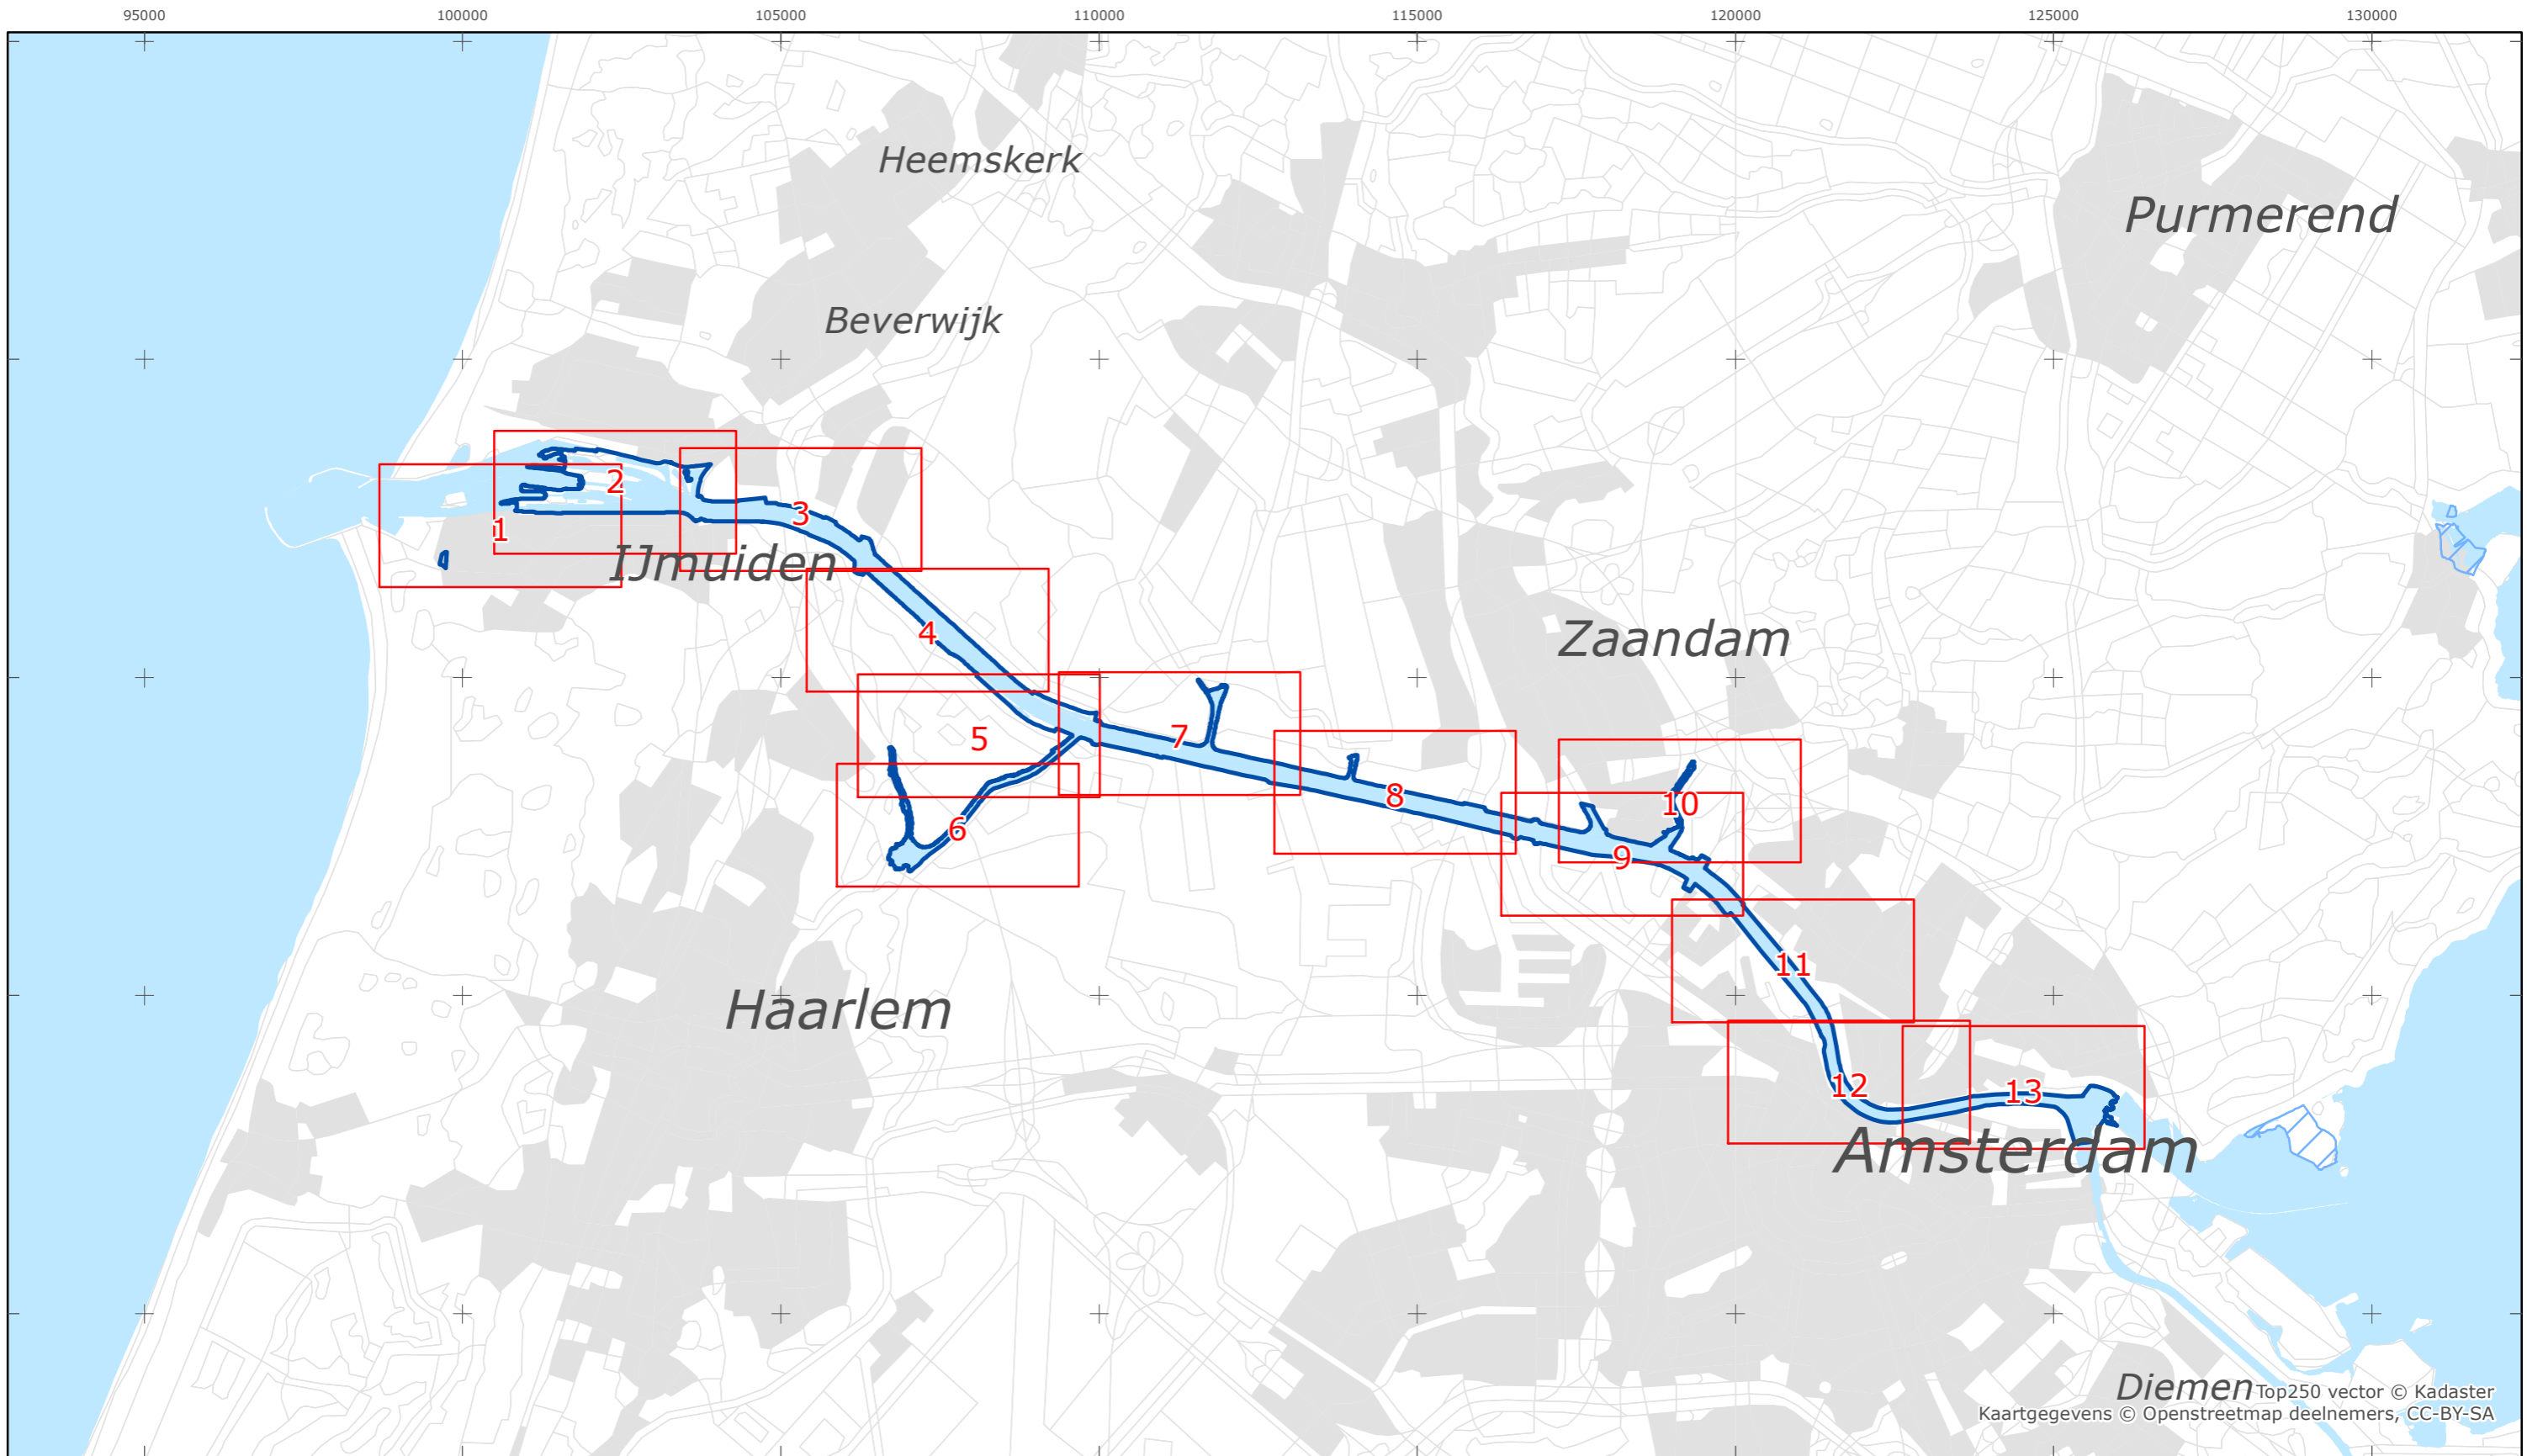 95000 100000 105000 110000 115000 120000 125000 130000
Heemskerk
Purmerend
Beverwijk
2
3
1
IJmuiden
4
Zaandam
5
7
8
10
6
9
11
Haarlem
12
13
Amsterdam
Diemen
Top250 vector © Kadaster
Kaartgegevens © Openstreetmap deelnemers, CC-BY-SA